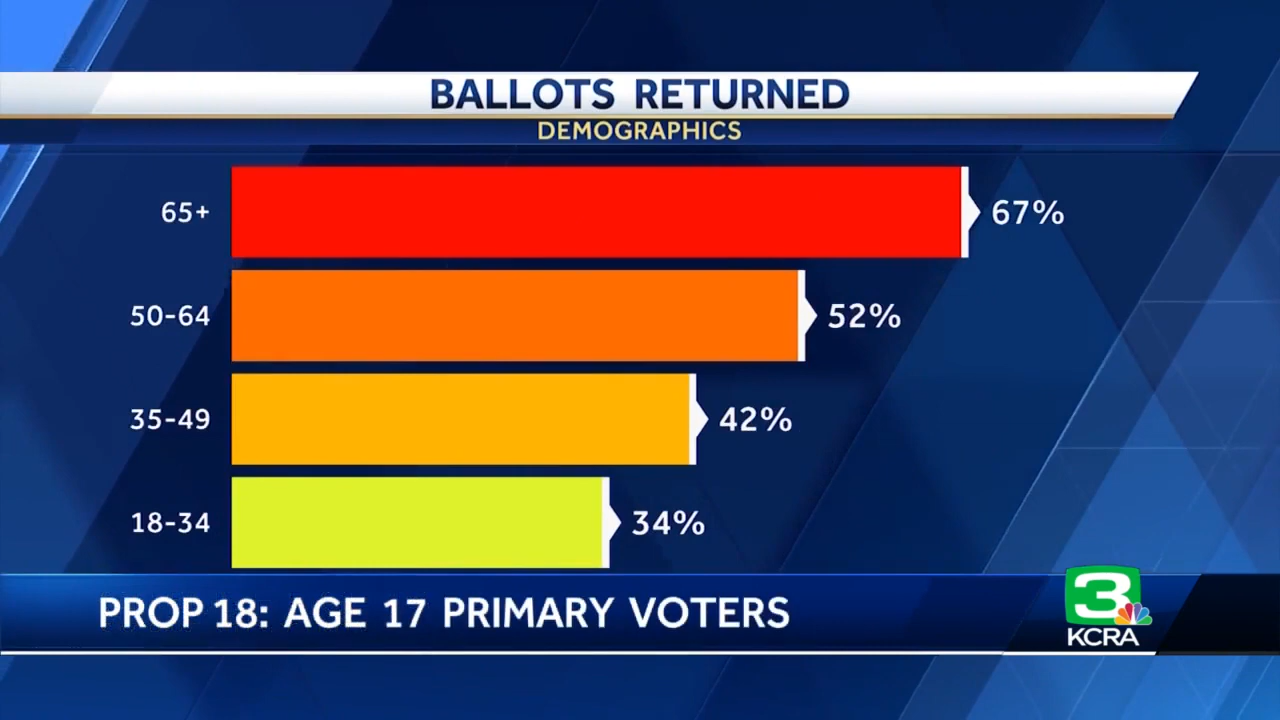 BALLOTS RETURNED
DEMOGRAPHICS
65+ 67%
50-64 52%
35-49 42%
18-34 34%
PROP 18: AGE 17 PRIMARY VOTERS
3
KCRA